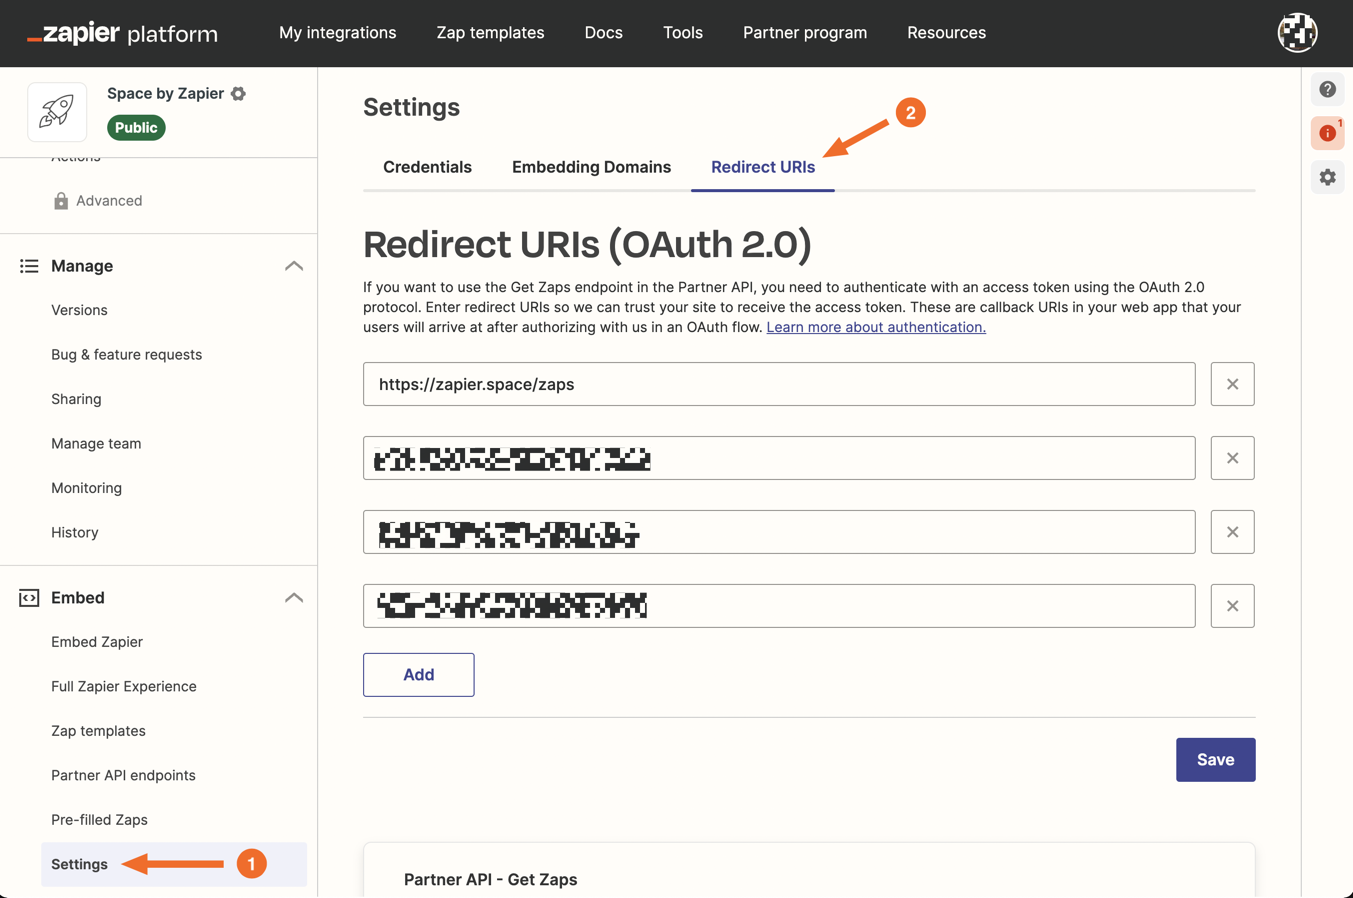 zapier platform
My integrations
Zap templates
Docs
Tools
Partner program
Resources
Space by Zapier
Public
Actions
Advanced
Manage
Versions
Bug & feature requests
Sharing
Manage team
Monitoring
History
Embed
Embed Zapier
Full Zapier Experience
Zap templates
Partner API endpoints
Pre-filled Zaps
Settings
1
Settings
2
Credentials
Embedding Domains
Redirect URIs
Redirect URIs (OAuth 2.0)
If you want to use the Get Zaps endpoint in the Partner API, you need to authenticate with an access token using the OAuth 2.0
protocol. Enter redirect URIs so we can trust your site to receive the access token. These are callback URIs in your web app that your
users will arrive at after authorizing with us in an OAuth flow. Learn more about authentication.
https://zapier.space/zaps
Add
Save
Partner API - Get Zaps
1